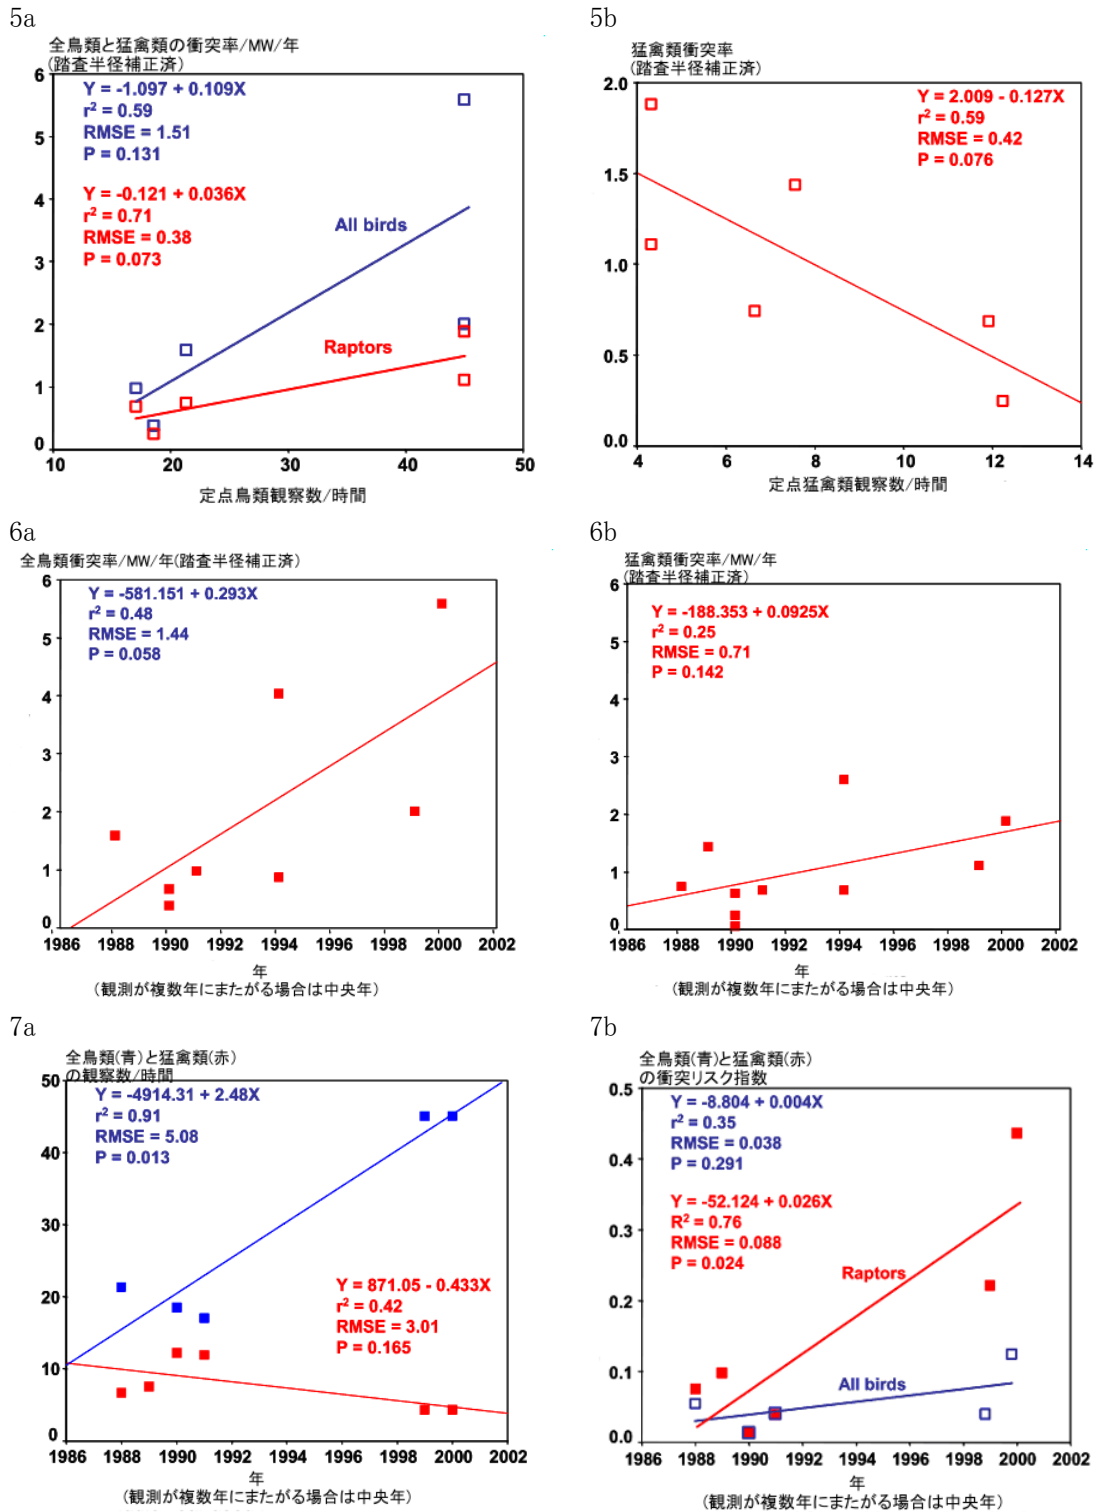 5a
全鳥類と猛禽類の衝突率/MW/年
(踏査半径補正済)
6
5
4
3
2
1
0
Y = -1.097 + 0.109X
r² = 0.59
RMSE = 1.51
P = 0.131
Y = -0.121 + 0.036X
r² = 0.71
RMSE = 0.38
P = 0.073
All birds
Raptors
10 20 30 40 50
定点鳥類観察数/時間
5b
猛禽類衝突率
(踏査半径補正済)
2.0
1.5
1.0
0.5
0.0
Y = 2.009 - 0.127X
r² = 0.59
RMSE = 0.42
P = 0.076
4 6 8 10 12 14
定点猛禽類観察数/時間
6a
全鳥類衝突率/MW/年(踏査半径補正済)
6
5
4
3
2
1
0
Y = -581.151 + 0.293X
r² = 0.48
RMSE = 1.44
P = 0.058
1986 1988 1990 1992 1994 1996 1998 2000 2002
年
(観測が複数年にまたがる場合は中央年)
6b
猛禽類衝突率/MW/年
(踏査半径補正済)
6
5
4
3
2
1
0
Y = -188.353 + 0.0925X
r² = 0.25
RMSE = 0.71
P = 0.142
1986 1988 1990 1992 1994 1996 1998 2000 2002
年
(観測が複数年にまたがる場合は中央年)
7a
全鳥類(青)と猛禽類(赤)
の観察数/時間
50
40
30
20
10
0
Y = -4914.31 + 2.48X
r² = 0.91
RMSE = 5.08
P = 0.013
Y = 871.05 - 0.433X
r² = 0.42
RMSE = 3.01
P = 0.165
1986 1988 1990 1992 1994 1996 1998 2000 2002
年
(観測が複数年にまたがる場合は中央年)
7b
全鳥類(青)と猛禽類(赤)
の衝突リスク指数
0.5
0.4
0.3
0.2
0.1
0.0
Y = -8.804 + 0.004X
r² = 0.35
RMSE = 0.038
P = 0.291
Y = -52.124 + 0.026X
R² = 0.76
RMSE = 0.088
P = 0.024
Raptors
All birds
1986 1988 1990 1992 1994 1996 1998 2000 2002
年
(観測が複数年にまたがる場合は中央年)